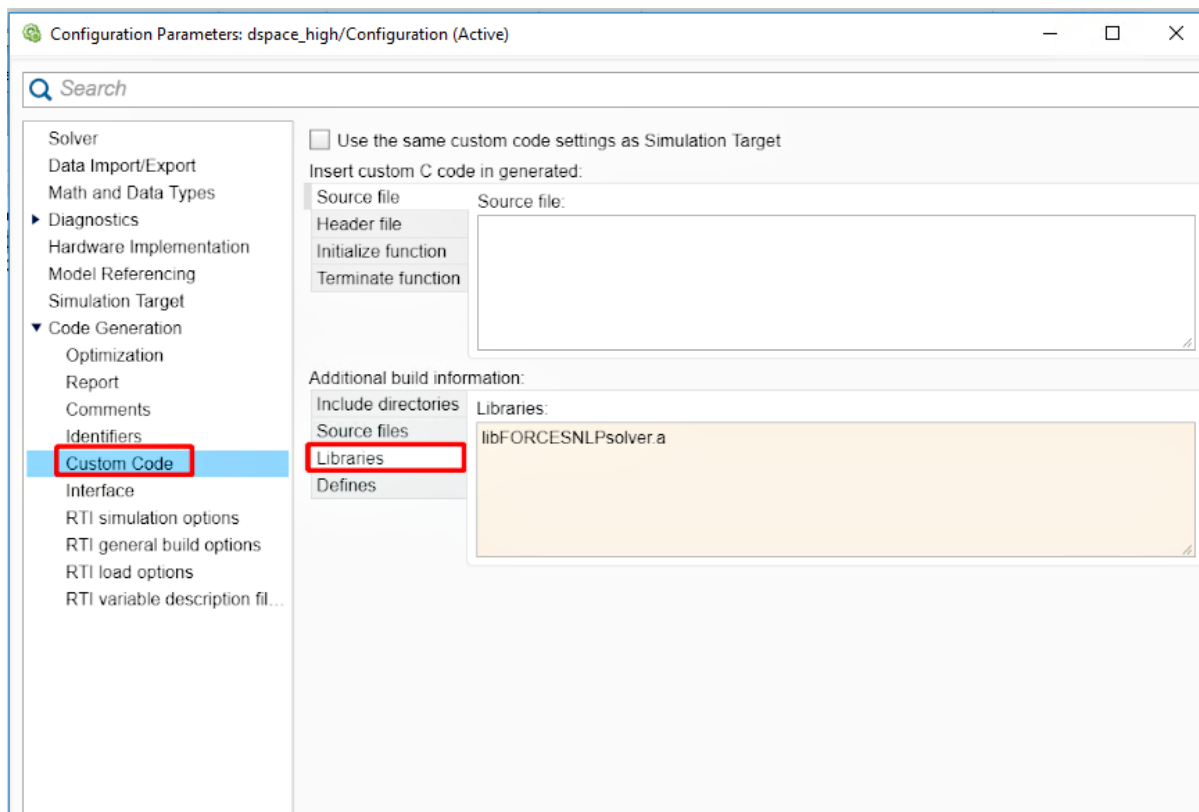 Configuration Parameters: dspace_high/Configuration (Active)
Search
Solver
Data Import/Export
Math and Data Types
Diagnostics
Hardware Implementation
Model Referencing
Simulation Target
Code Generation
Optimization
Report
Comments
Identifiers
Custom Code
Interface
RTI simulation options
RTI general build options
RTI load options
RTI variable description fil...
Use the same custom code settings as Simulation Target
Insert custom C code in generated:
Source file
Header file
Initialize function
Terminate function
Source file:
Additional build information:
Include directories
Source files
Libraries
Defines
Libraries:
libFORCESNLPsolver.a